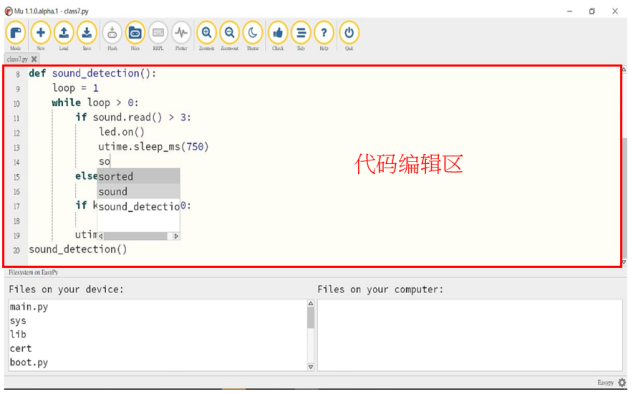 Mu 1.1.0.alpha.1 - class7.py
Mode New Load Save Flash Files REPL Plotter Zoom-in Zoom-out Theme Check Tidy Help Quit
class7.py
8 def sound_detection():
9 loop = 1
10 while loop > 0:
11 if sound.read() > 3:
12 led.on()
13 utime.sleep_ms(750)
14 so
15 else
sorted
16
sound
17 if k
sound_detectio
0:
18
19 utim
20 sound_detection()
代码编辑区
Filesystem on EasyPy
Files on your device:
Files on your computer:
main.py
sys
lib
cert
boot.py
Easypy